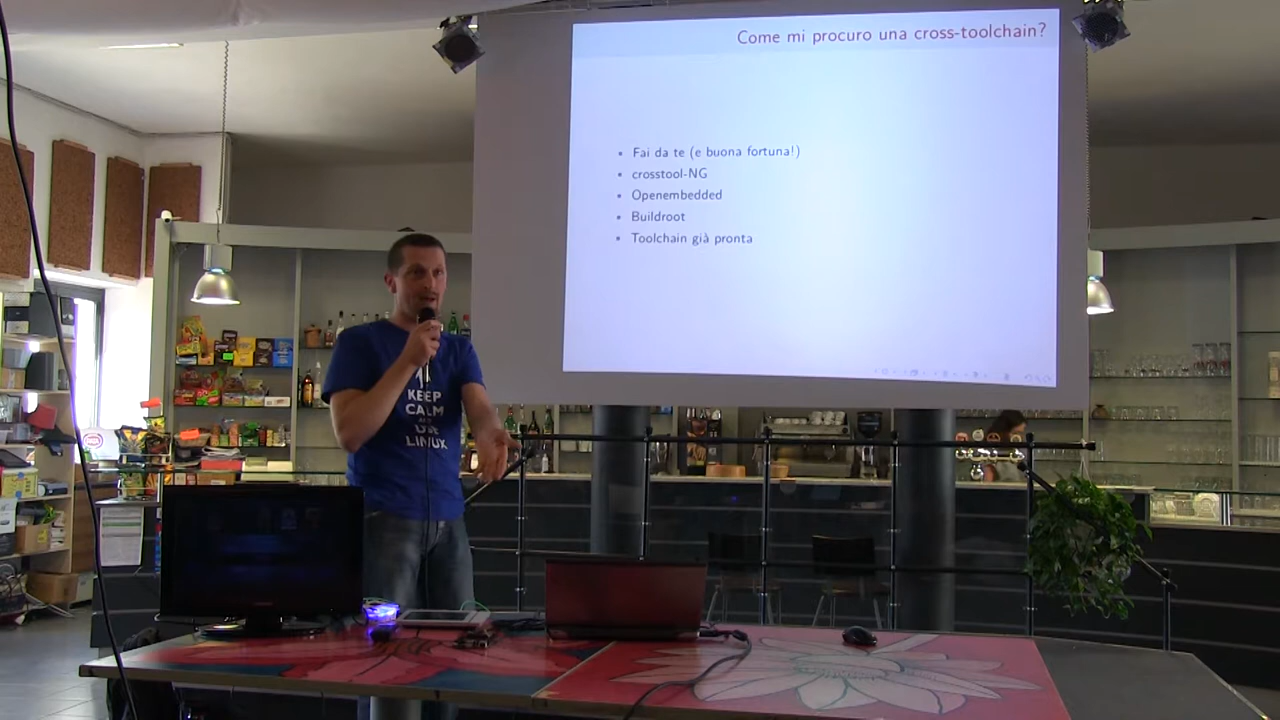 Come mi procuro una cross-toolchain?
Fai da te (e buona fortuna!)
crosstool-NG
Openembedded
Buildroot
Toolchain già pronta
KEEP
CALM
USE
LINUX